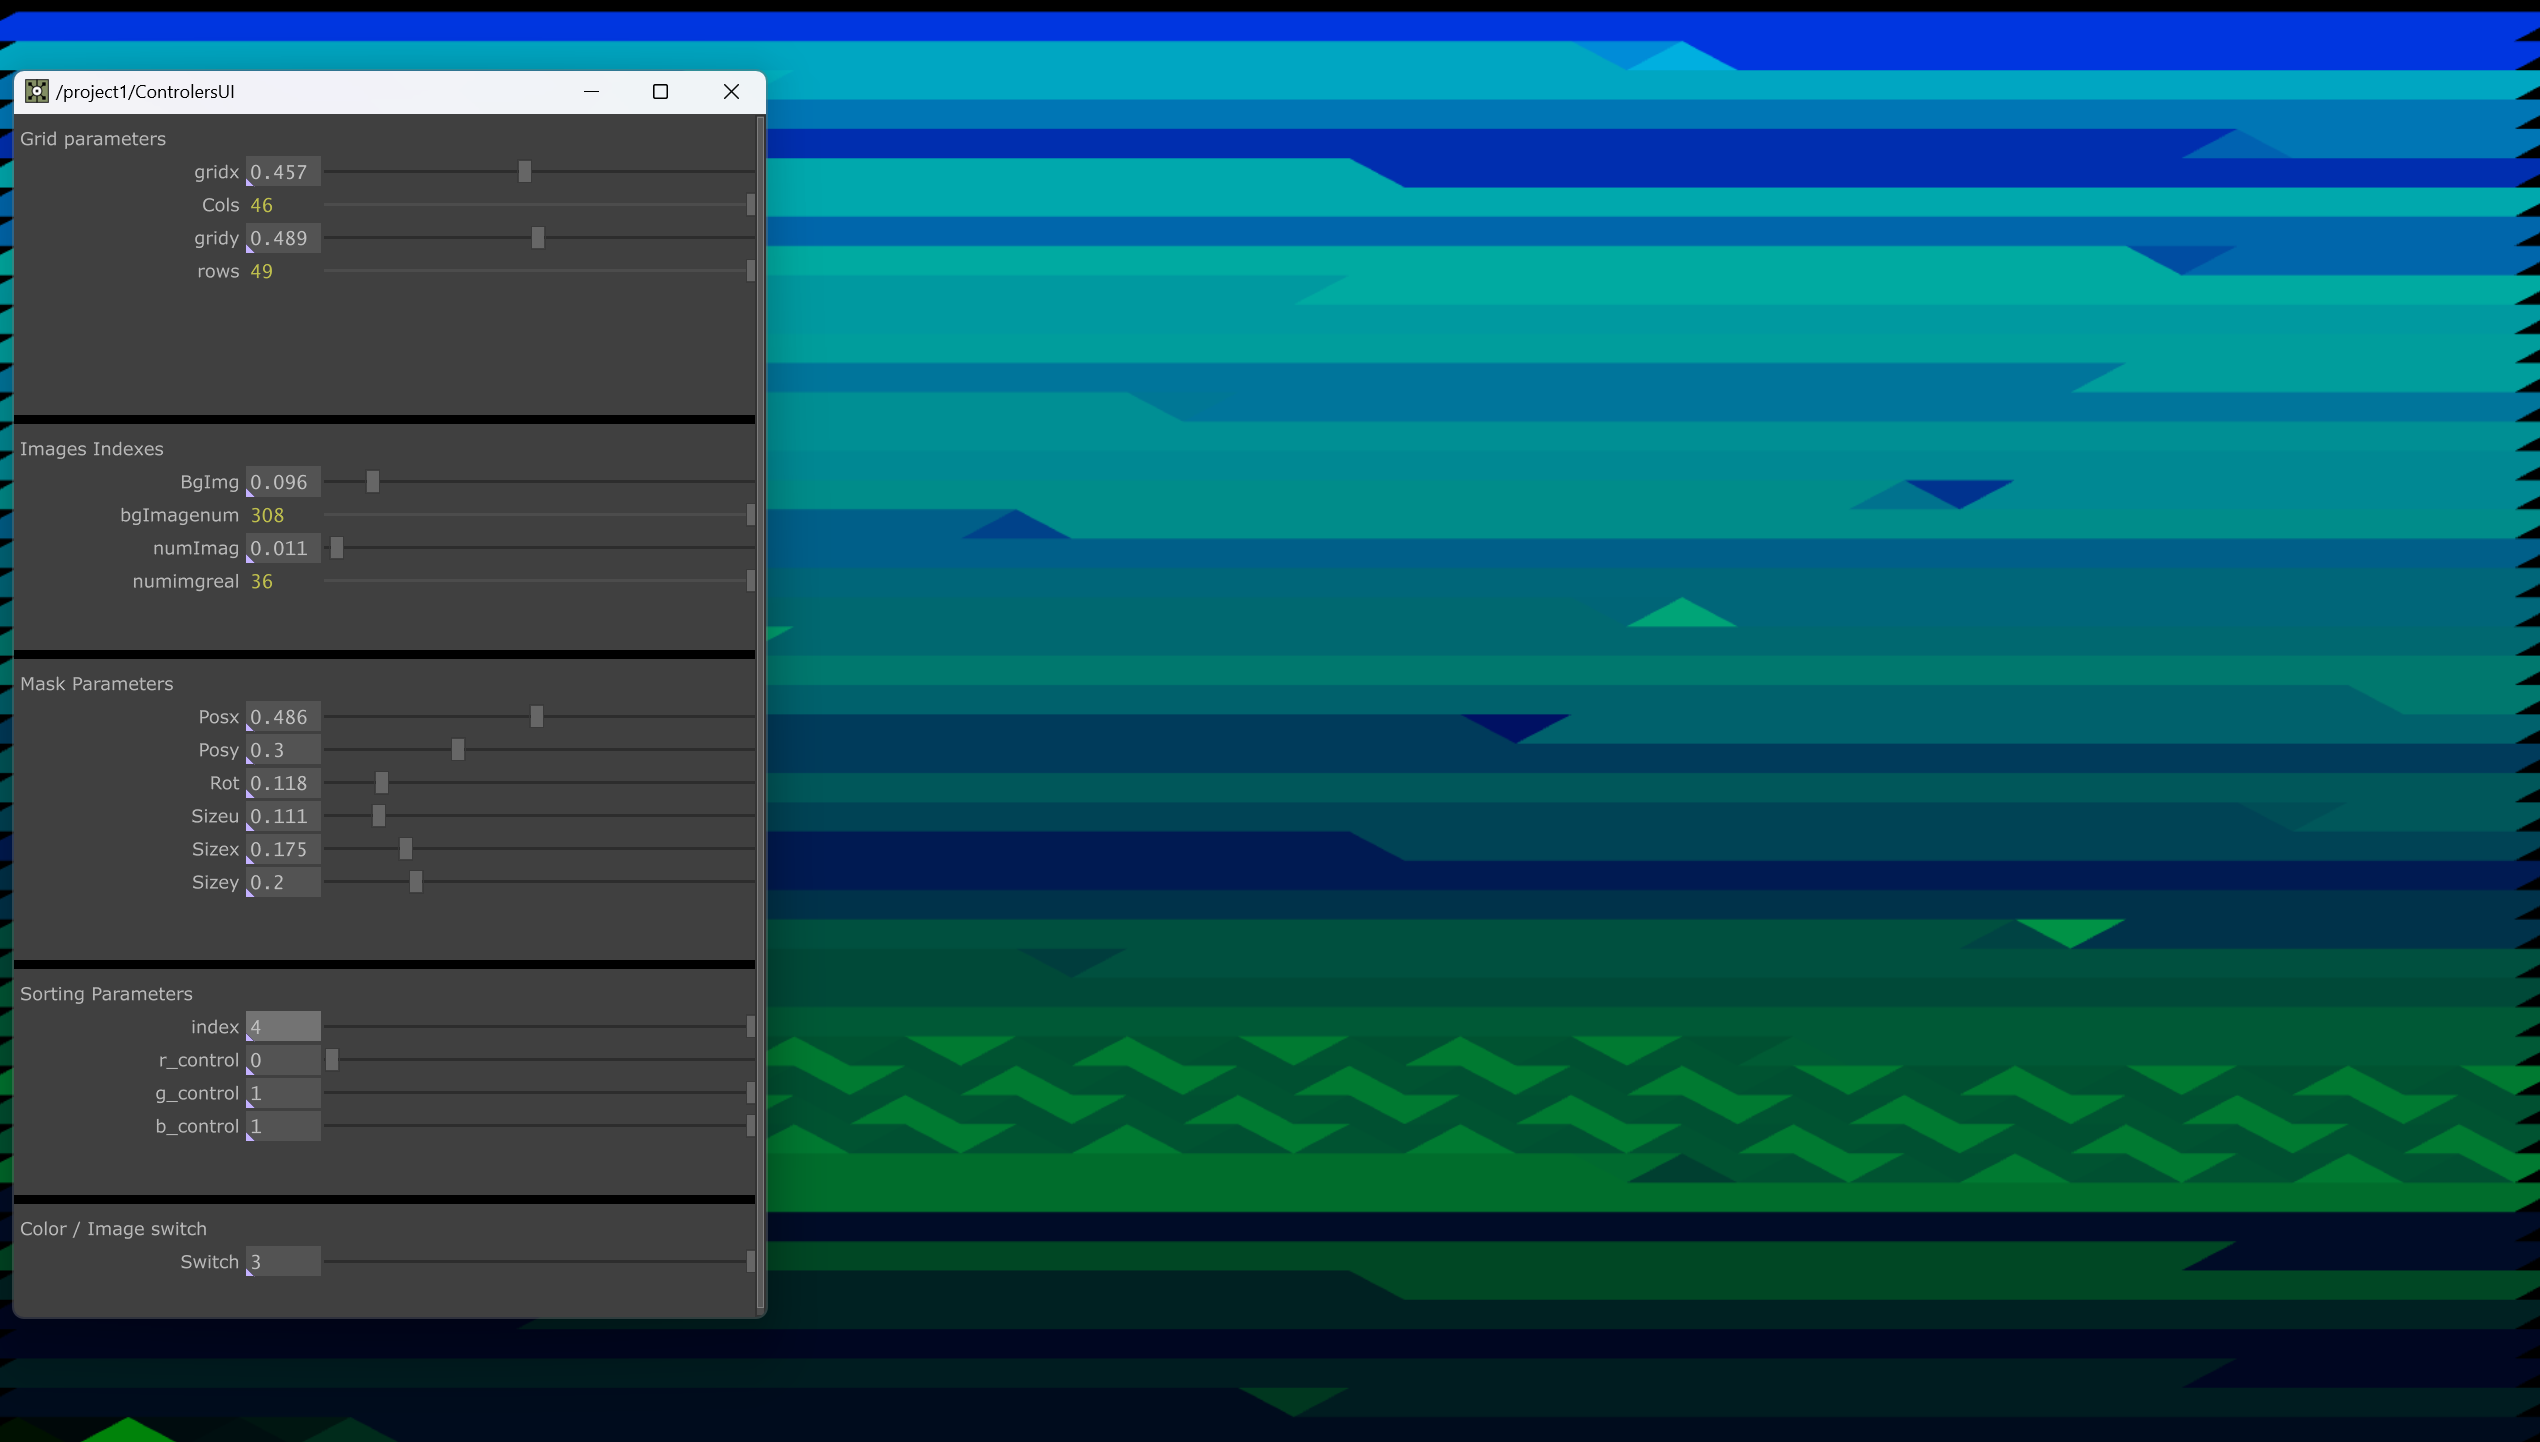 /project1/ControlersUI
Grid parameters
gridx 0.457
Cols 46
gridy 0.489
rows 49
Images Indexes
BgImg 0.096
bgImagenum 308
numImag 0.011
numimgreal 36
Mask Parameters
Posx 0.486
Posy 0.3
Rot 0.118
Sizeu 0.111
Sizex 0.175
Sizey 0.2
Sorting Parameters
index 4
r_control 0
g_control 1
b_control 1
Color / Image switch
Switch 3